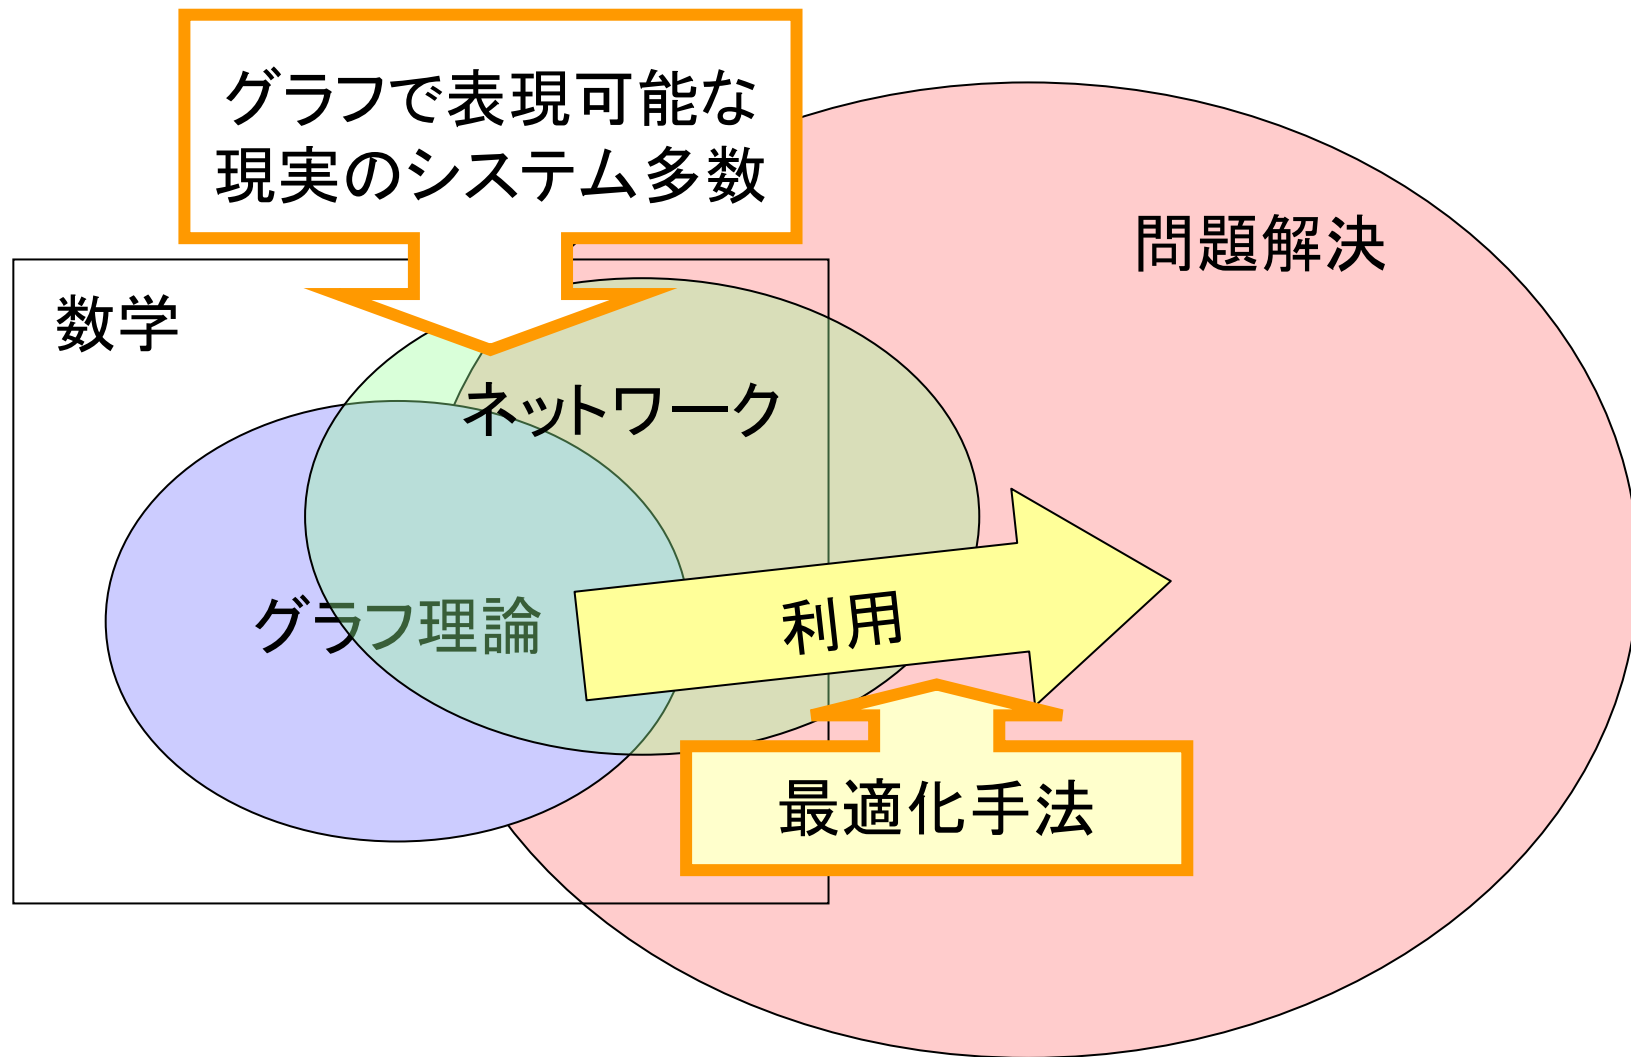 グラフで表現可能な
現実のシステム多数
問題解決
数学
ネットワーク
グラフ理論
利用
最適化手法